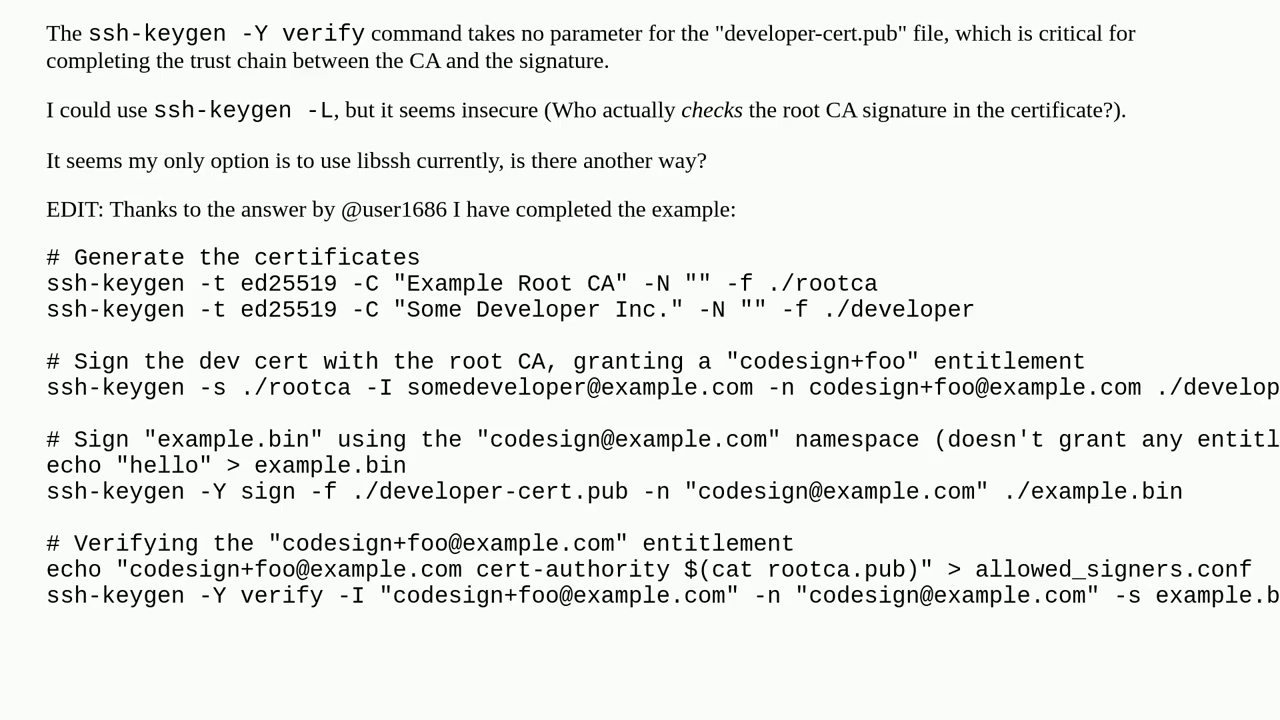 The ssh-keygen -Y verify command takes no parameter for the "developer-cert.pub" file, which is critical for
completing the trust chain between the CA and the signature.
I could use ssh-keygen -L, but it seems insecure (Who actually checks the root CA signature in the certificate?).
It seems my only option is to use libssh currently, is there another way?
EDIT: Thanks to the answer by @user1686 I have completed the example:
# Generate the certificates
ssh-keygen -t ed25519 -C "Example Root CA" -N "" -f ./rootca
ssh-keygen -t ed25519 -C "Some Developer Inc." -N "" -f ./developer
# Sign the dev cert with the root CA, granting a "codesign+foo" entitlement
ssh-keygen -s ./rootca -I somedeveloper@example.com -n codesign+foo@example.com ./develop
# Sign "example.bin" using the "codesign@example.com" namespace (doesn't grant any entitl
echo "hello" > example.bin
ssh-keygen -Y sign -f ./developer-cert.pub -n "codesign@example.com" ./example.bin
# Verifying the "codesign+foo@example.com" entitlement
echo "codesign+foo@example.com cert-authority $(cat rootca.pub)" > allowed_signers.conf
ssh-keygen -Y verify -I "codesign+foo@example.com" -n "codesign@example.com" -s example.b